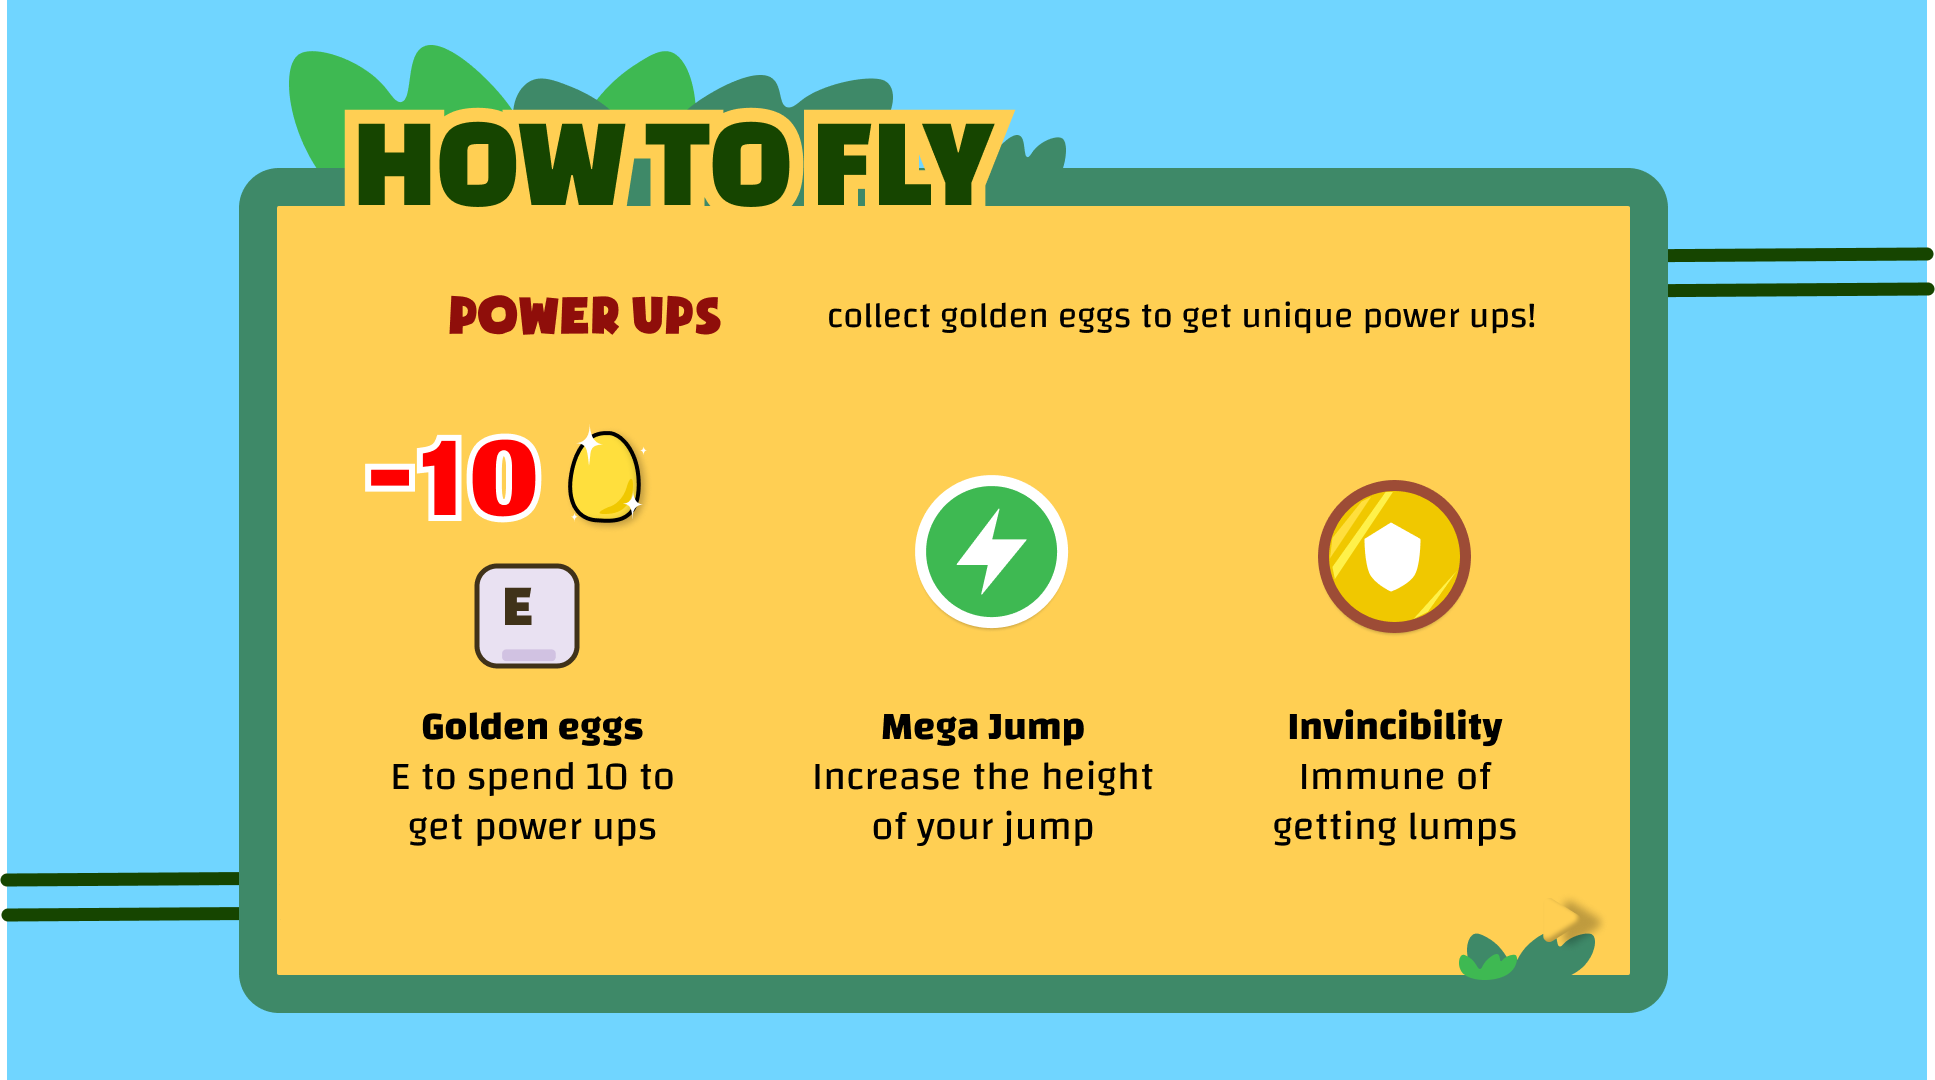 HOW TO FLY
POWER UPS
collect golden eggs to get unique power ups!
-10
E
Golden eggs
E to spend 10 to
get power ups
Mega Jump
Increase the height
of your jump
Invincibility
Immune of
getting lumps